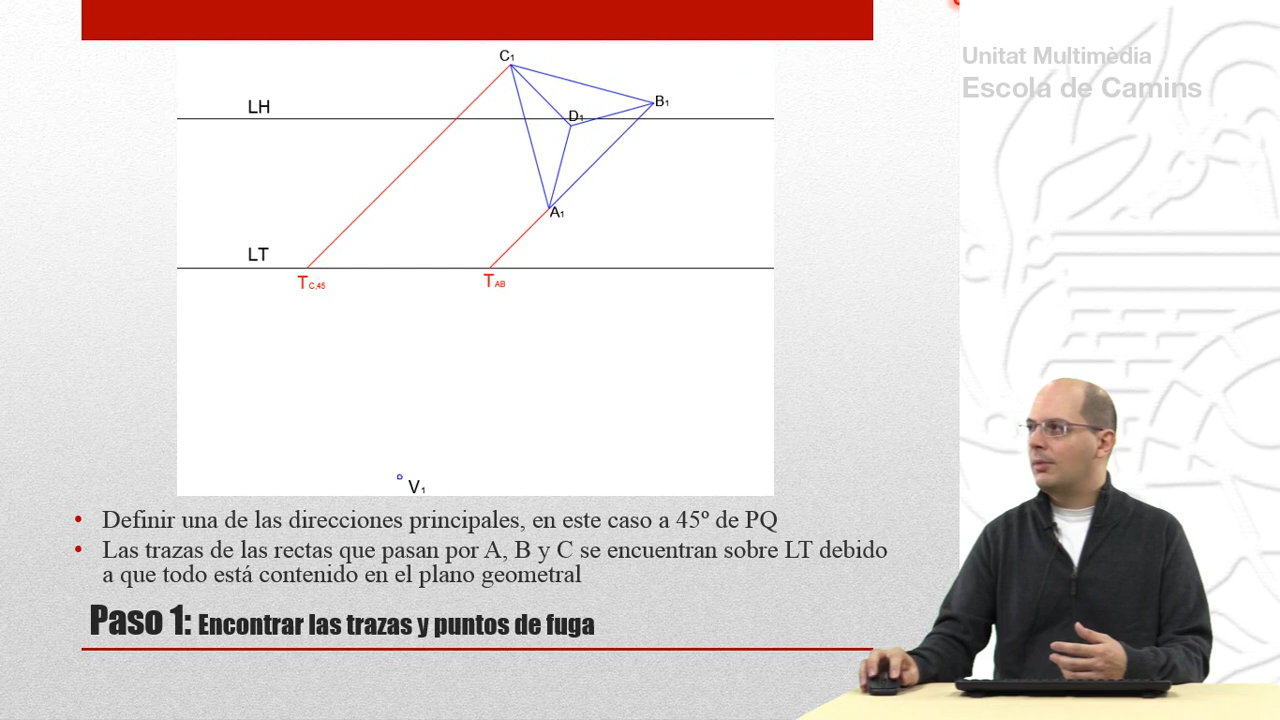 C1
Unitat Multimèdia
Escola de Camins
LH
B1
D1
A1
LT
TC,45
TAB
V1
• Definir una de las direcciones principales, en este caso a 45º de PQ
• Las trazas de las rectas que pasan por A, B y C se encuentran sobre LT debido
a que todo está contenido en el plano geometral
Paso 1: Encontrar las trazas y puntos de fuga